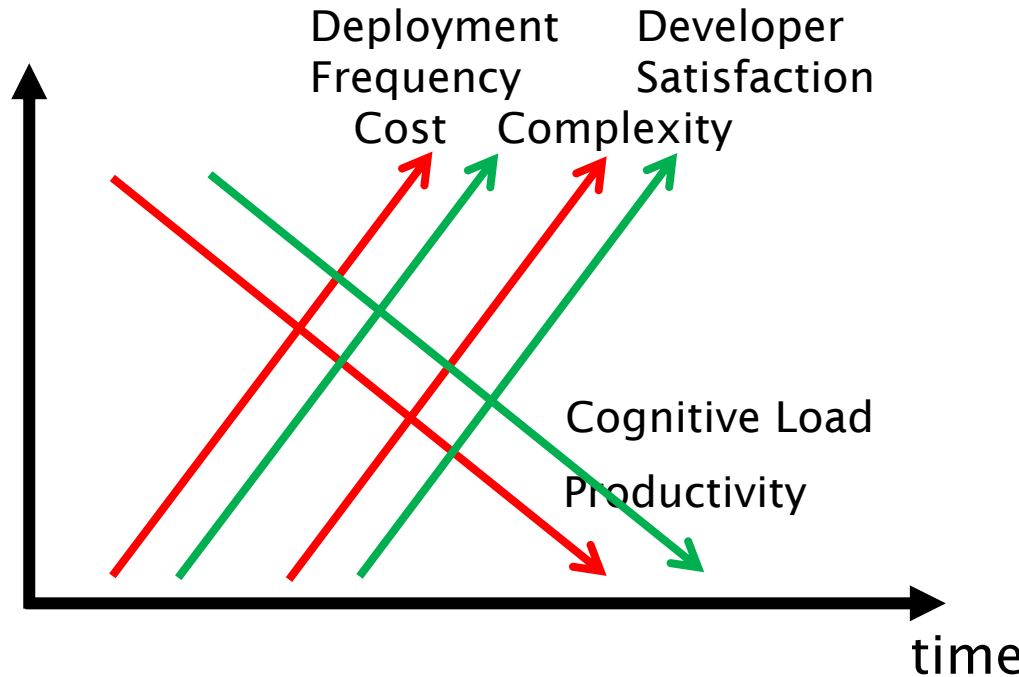 Deployment
Frequency
Developer
Satisfaction
Cost
Complexity
Cognitive Load
Productivity
time